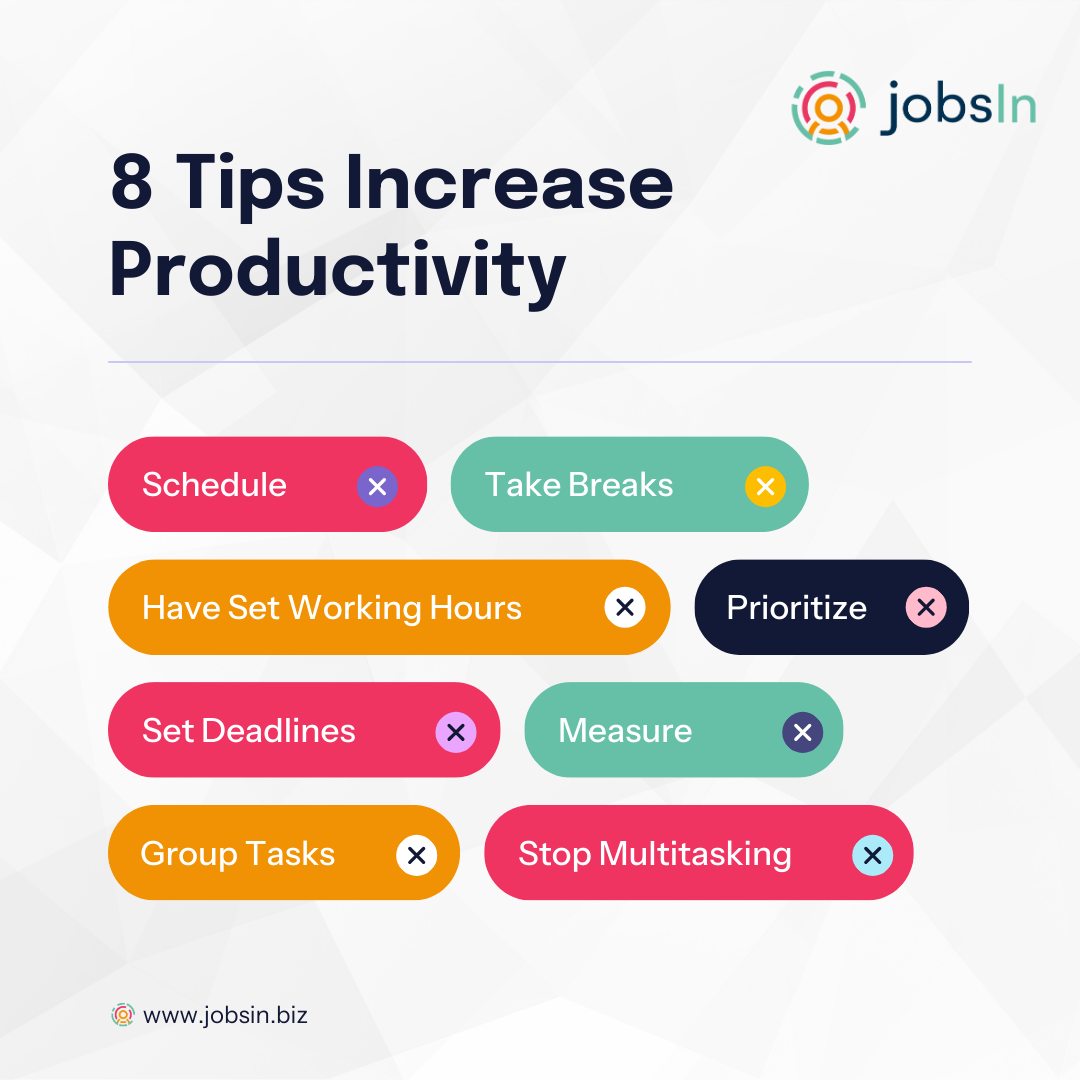 jobsIn
8 Tips Increase
Productivity
Schedule
Take Breaks
Have Set Working Hours
Prioritize
Set Deadlines
Measure
Group Tasks
Stop Multitasking
www.jobsin.biz